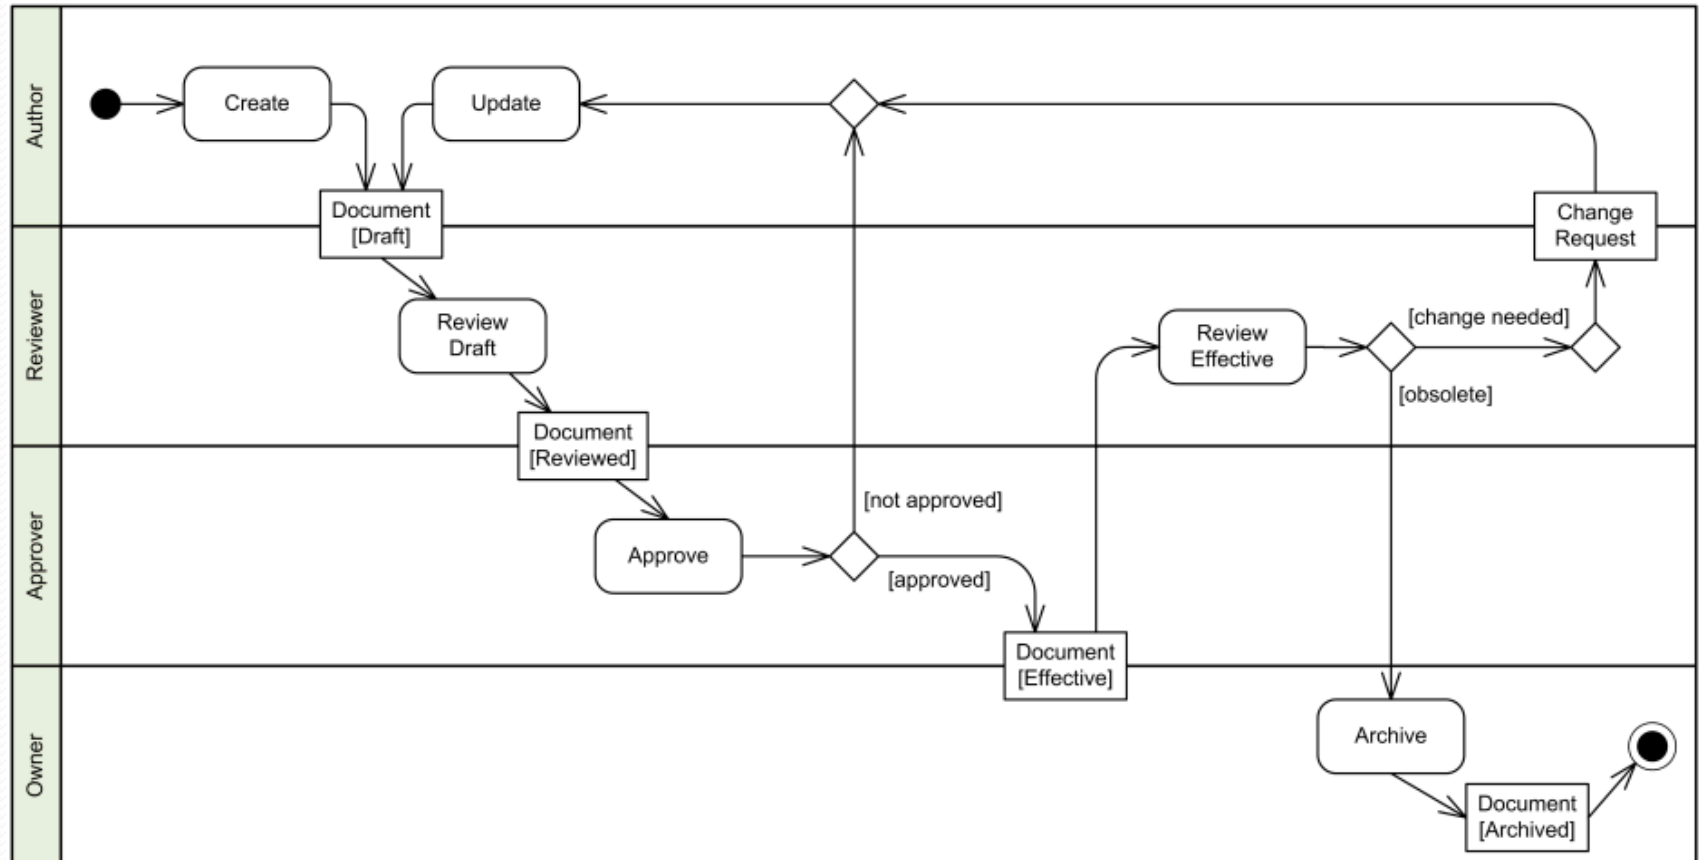 Author
Create
Update
Document
[Draft]
Change
Request
Reviewer
Review
Draft
Review
Effective
[change needed]
[obsolete]
Document
[Reviewed]
Approver
[not approved]
Approve
[approved]
Document
[Effective]
Owner
Archive
Document
[Archived]